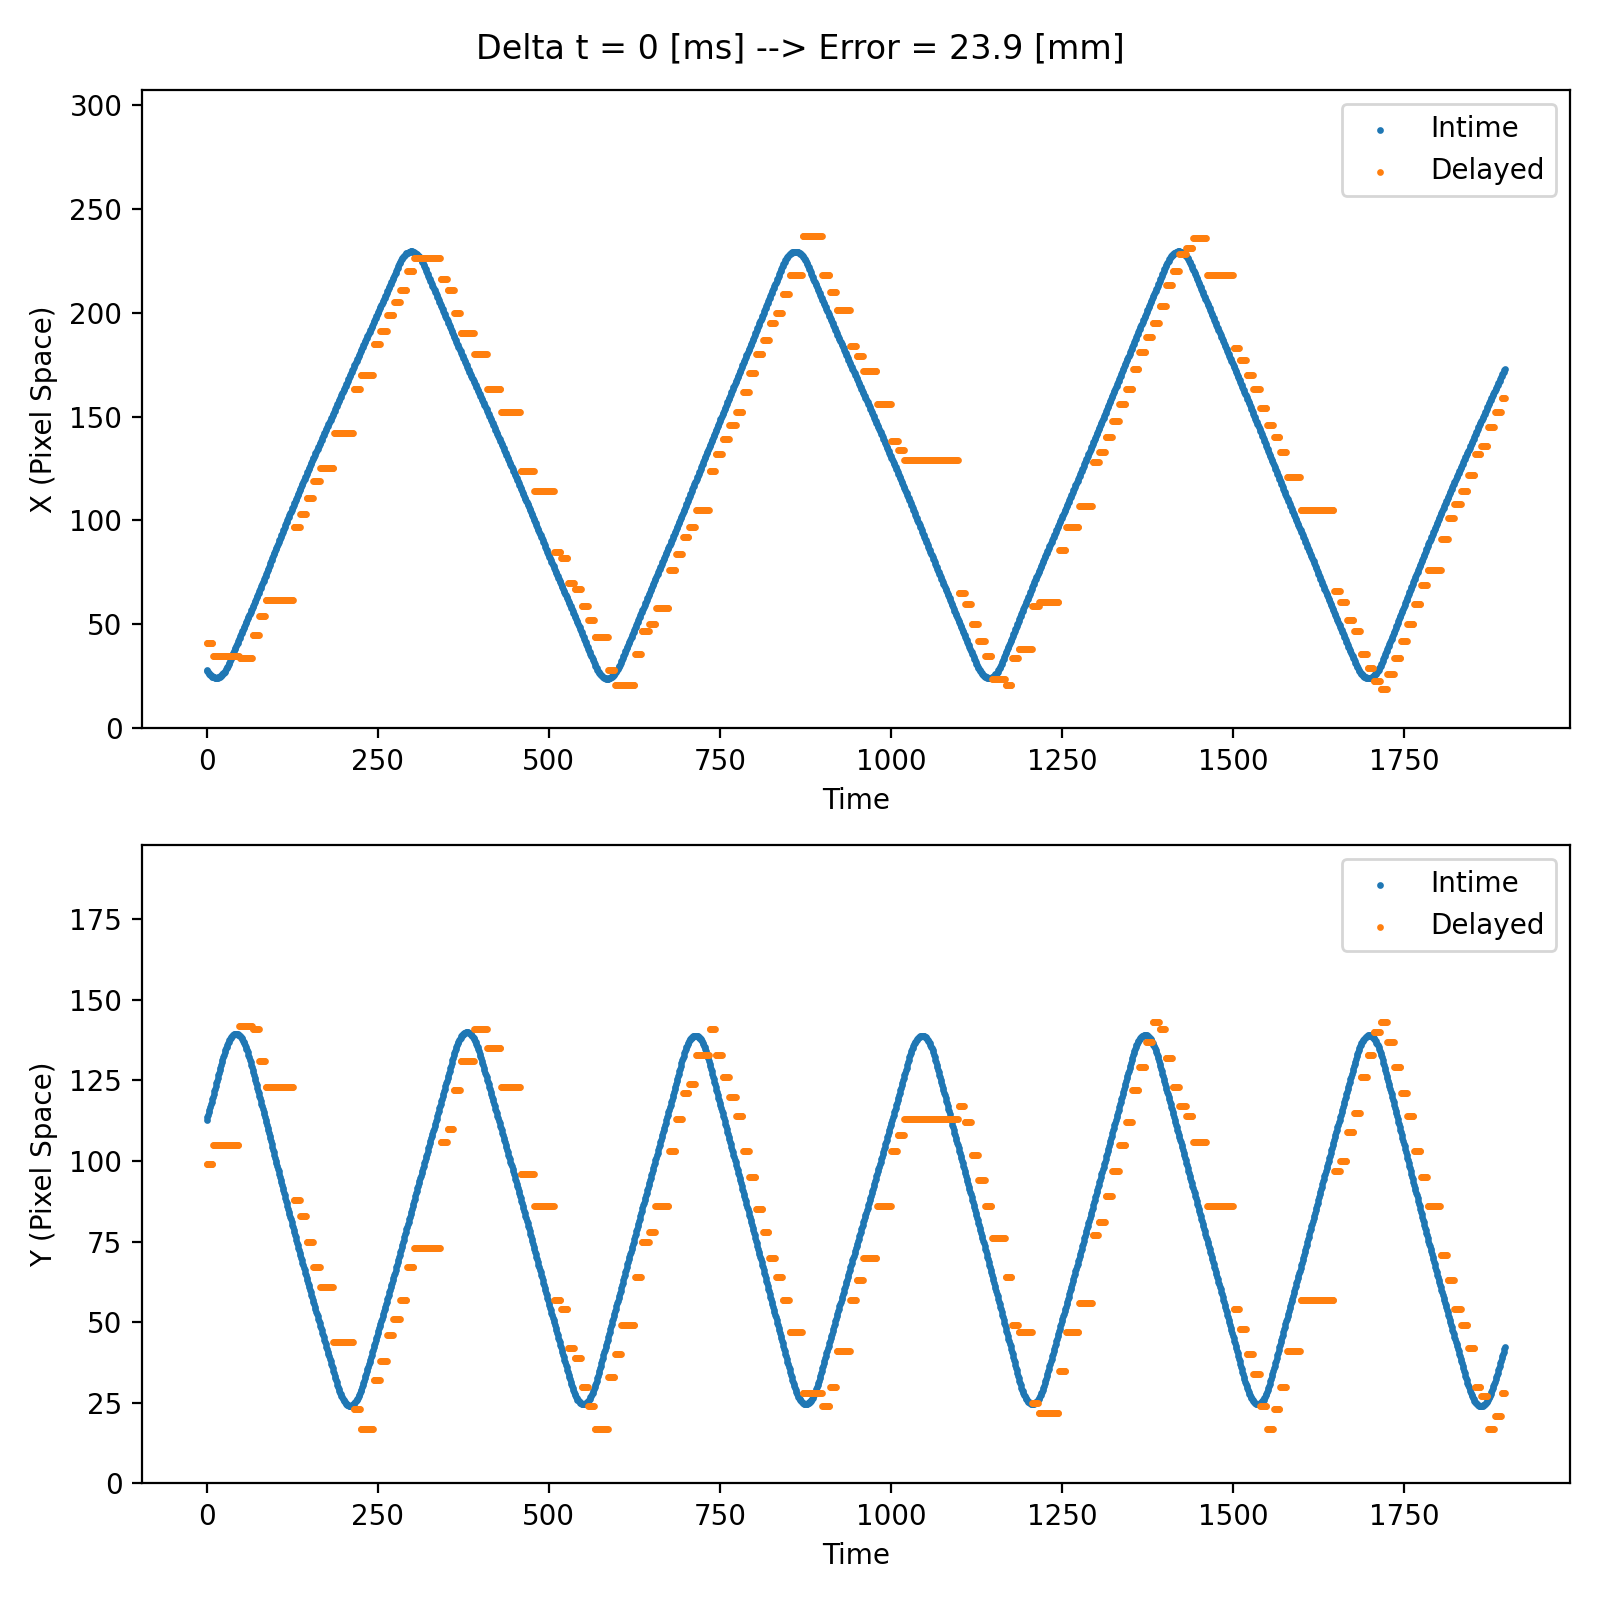 Delta t = 0 [ms] --> Error = 23.9 [mm]
300
250
200
150
100
50
0
X (Pixel Space)
Intime
Delayed
0 250 500 750 1000 1250 1500 1750
Time
175
150
125
100
75
50
25
0
Y (Pixel Space)
Intime
Delayed
0 250 500 750 1000 1250 1500 1750
Time